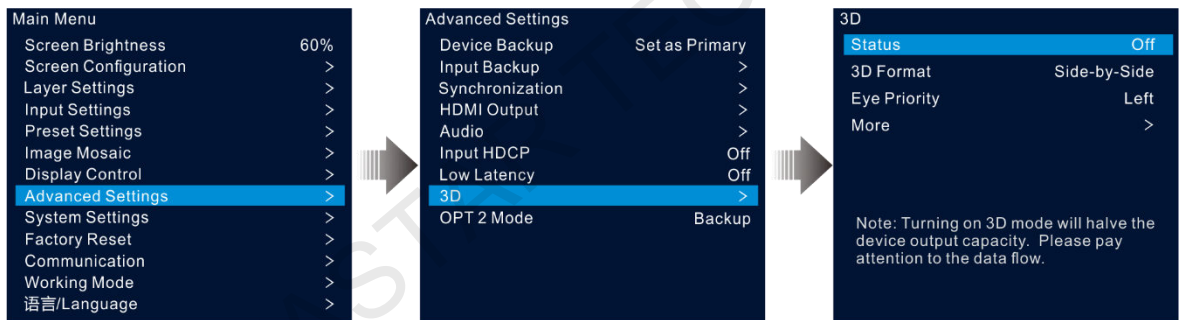 Main Menu
Screen Brightness 60%
Screen Configuration >
Layer Settings >
Input Settings >
Preset Settings >
Image Mosaic >
Display Control >
Advanced Settings >
System Settings >
Factory Reset >
Communication >
Working Mode >
语言/Language >
Advanced Settings
Device Backup Set as Primary
Input Backup >
Synchronization >
HDMI Output >
Audio >
Input HDCP Off
Low Latency Off
3D >
OPT 2 Mode Backup
3D
Status Off
3D Format Side-by-Side
Eye Priority Left
More >
Note: Turning on 3D mode will halve the
device output capacity. Please pay
attention to the data flow.